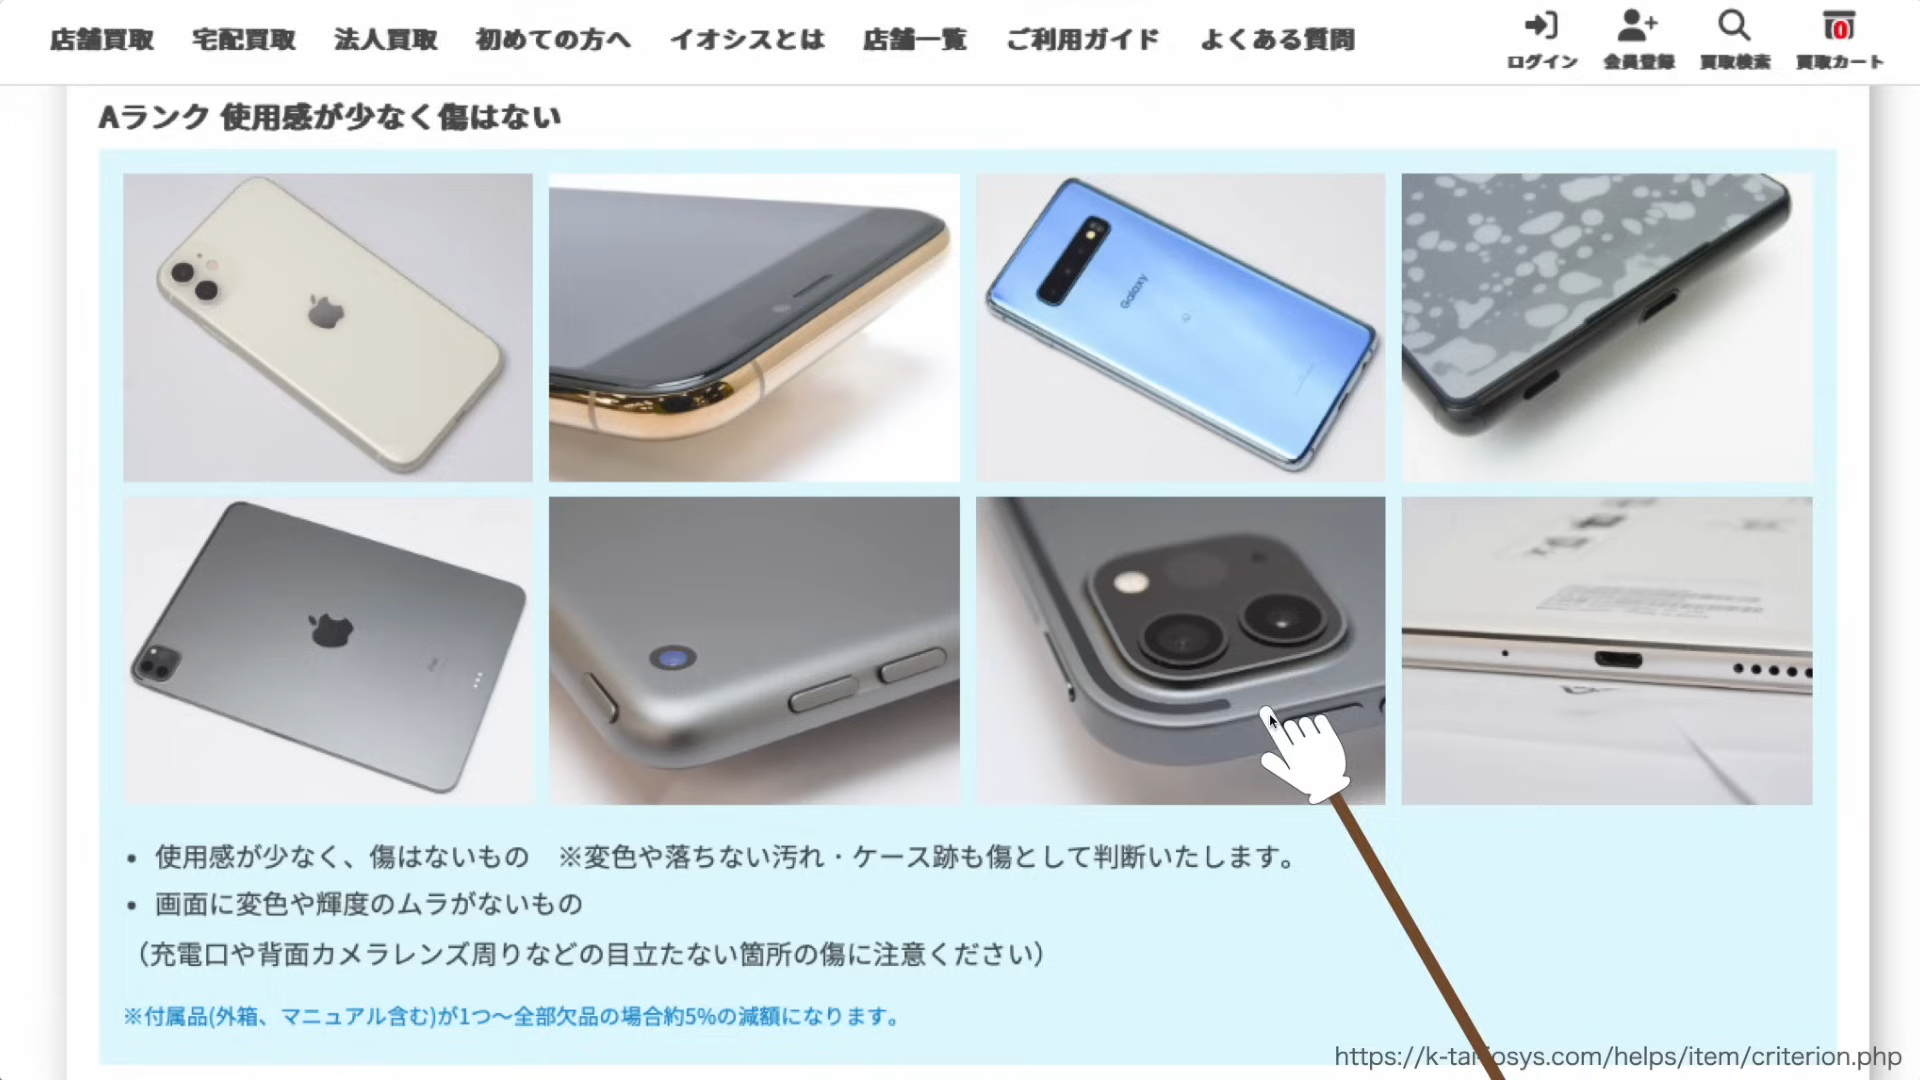 店舗買取 宅配買取 法人買取 初めての方へ イオシスとは 店舗一覧 ご利用ガイド よくある質問
ログイン 会員登録 買取検索 買取カート
0
Aランク 使用感が少なく傷はない
Galaxy
• 使用感が少なく、傷はないもの ※変色や落ちない汚れ・ケース跡も傷として判断いたします。
• 画面に変色や輝度のムラがないもの
（充電口や背面カメラレンズ周りなどの目立たない箇所の傷に注意ください）
※付属品(外箱、マニュアル含む)が1つ〜全部欠品の場合約5%の減額になります。